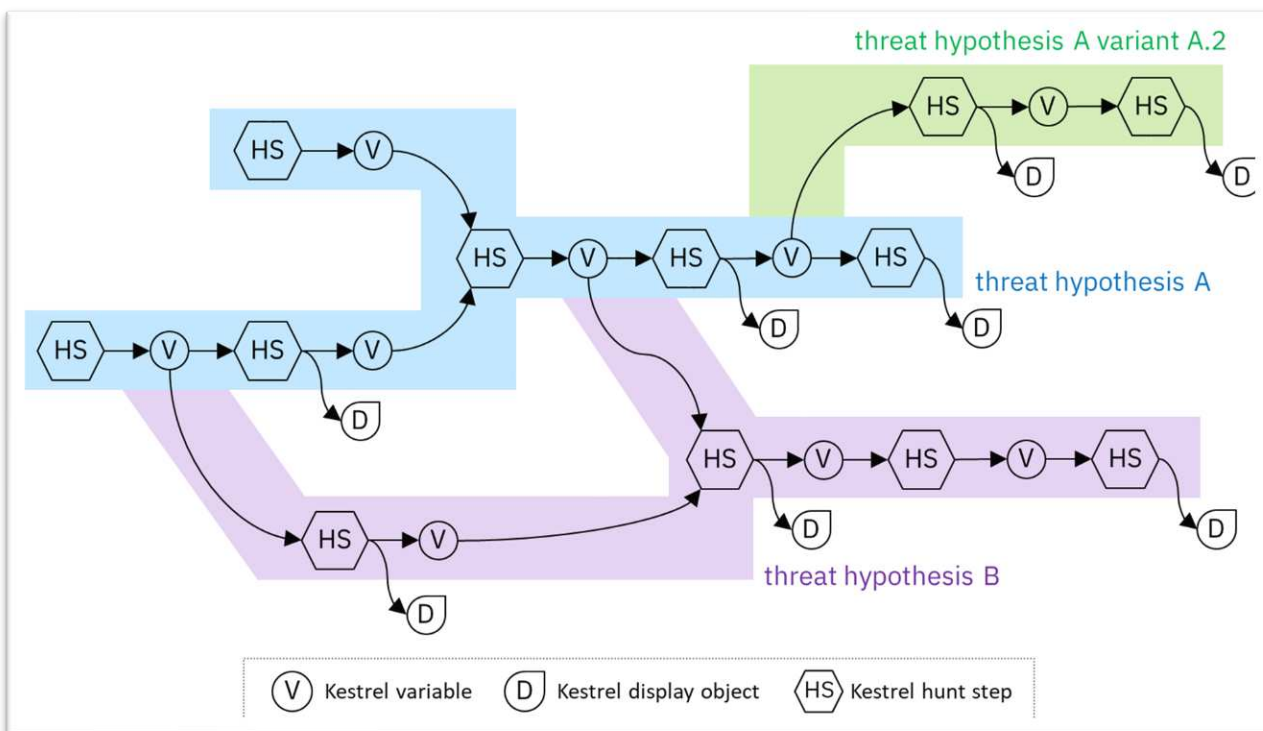 threat hypothesis A variant A.2
HS V HS
HS V
D D
HS V HS V HS
threat hypothesis A
D D
HS V HS V
D
HS V HS V HS
D D
HS V
threat hypothesis B
D
V Kestrel variable D Kestrel display object HS Kestrel hunt step